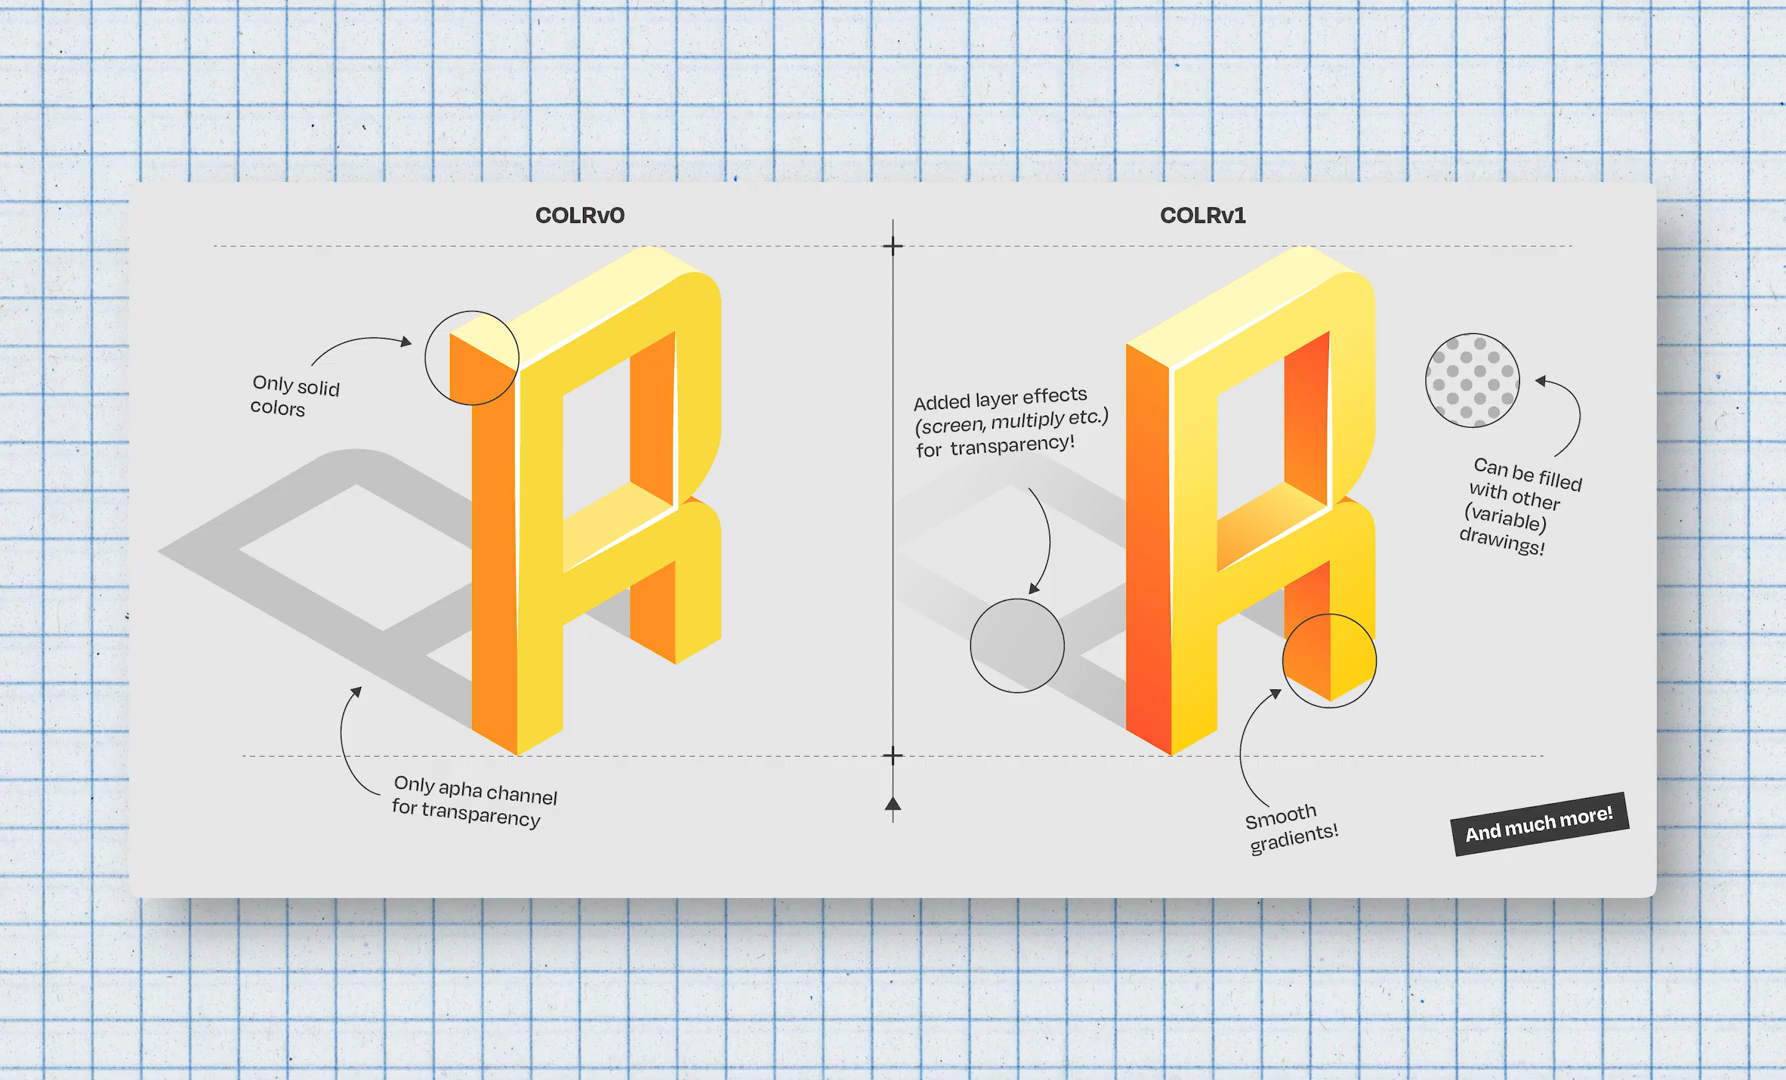 COLRv0
Only solid
colors
Only apha channel
for transparency
COLRv1
Added layer effects
(screen, multiply etc.)
for transparency!
Can be filled
with other
(variable)
drawings!
Smooth
gradients!
And much more!